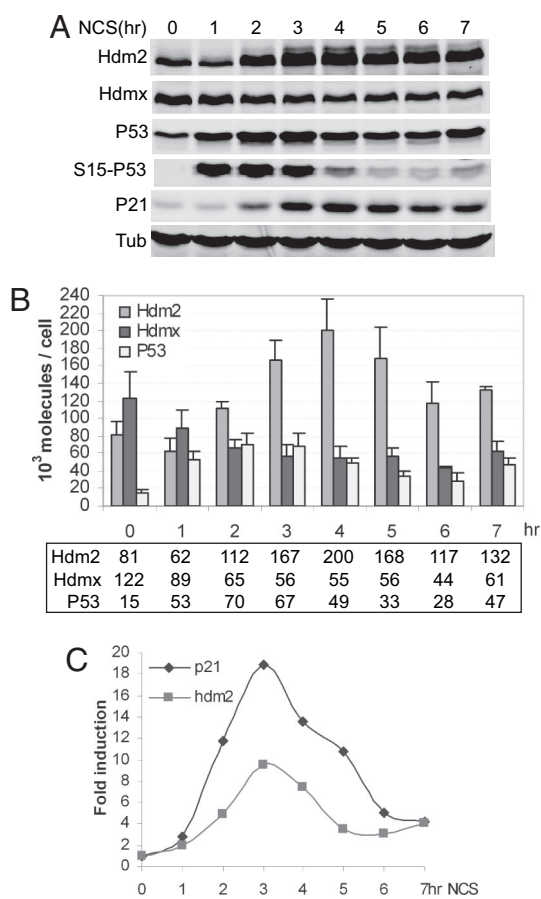 A NCS(hr) 0 1 2 3 4 5 6 7
Hdm2
Hdmx
P53
S15-P53
P21
Tub
B
10³ molecules / cell
240
220
200
180
160
140
120
100
80
60
40
20
0
Hdm2
Hdmx
P53
0 1 2 3 4 5 6 7 hr
Hdm2 81 62 112 167 200 168 117 132
Hdmx 122 89 65 56 55 56 44 61
P53 15 53 70 67 49 33 28 47
C
Fold induction
20
18
16
14
12
10
8
6
4
2
0
p21
hdm2
0 1 2 3 4 5 6 7hr NCS